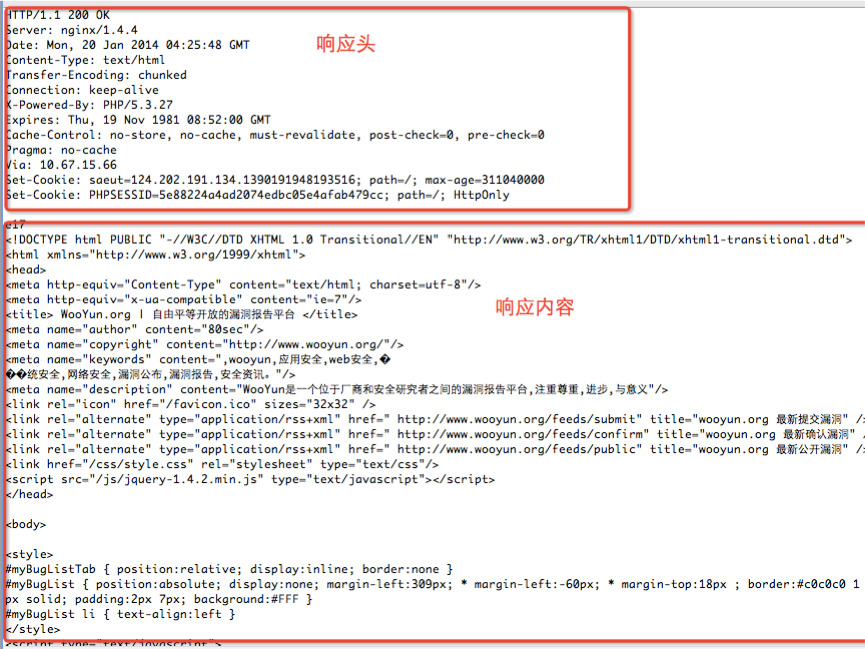 HTTP/1.1 200 OK
Server: nginx/1.4.4
Date: Mon, 20 Jan 2014 04:25:48 GMT
响应头
Content-Type: text/html
Transfer-Encoding: chunked
Connection: keep-alive
X-Powered-By: PHP/5.3.27
Expires: Thu, 19 Nov 1981 08:52:00 GMT
Cache-Control: no-store, no-cache, must-revalidate, post-check=0, pre-check=0
Pragma: no-cache
Via: 10.67.15.66
Set-Cookie: saeut=124.202.191.134.1390191948193516; path=/; max-age=311040000
Set-Cookie: PHPSESSID=5e88224a4ad2074edbc05e4afab479cc; path=/; HttpOnly
e17
<!DOCTYPE html PUBLIC "-//W3C//DTD XHTML 1.0 Transitional//EN" "http://www.w3.org/TR/xhtml1/DTD/xhtml1-transitional.dtd">
<html xmlns="http://www.w3.org/1999/xhtml">
<head>
<meta http-equiv="Content-Type" content="text/html; charset=utf-8"/>
<meta http-equiv="x-ua-compatible" content="ie=7"/>
响应内容
<title> WooYun.org | 自由平等开放的漏洞报告平台 </title>
<meta name="author" content="80sec"/>
<meta name="copyright" content="http://www.wooyun.org/"/>
<meta name="keywords" content=",wooyun,应用安全,web安全,�
��统安全,网络安全,漏洞公布,漏洞报告,安全资讯。"/>
<meta name="description" content="WooYun是一个位于厂商和安全研究者之间的漏洞报告平台,注重尊重,进步,与意义"/>
<link rel="icon" href="/favicon.ico" sizes="32x32" />
<link rel="alternate" type="application/rss+xml" href=" http://www.wooyun.org/feeds/submit" title="wooyun.org 最新提交漏洞" />
<link rel="alternate" type="application/rss+xml" href=" http://www.wooyun.org/feeds/confirm" title="wooyun.org 最新确认漏洞" /
<link rel="alternate" type="application/rss+xml" href=" http://www.wooyun.org/feeds/public" title="wooyun.org 最新公开漏洞" />
<link href="/css/style.css" rel="stylesheet" type="text/css"/>
<script src="/js/jquery-1.4.2.min.js" type="text/javascript"></script>
</head>
<body>
<style>
#myBugListTab { position:relative; display:inline; border:none }
#myBugList { position:absolute; display:none; margin-left:309px; * margin-left:-60px; * margin-top:18px ; border:#c0c0c0 1
px solid; padding:2px 7px; background:#FFF }
#myBugList li { text-align:left }
</style>
<script type="text/javascript">